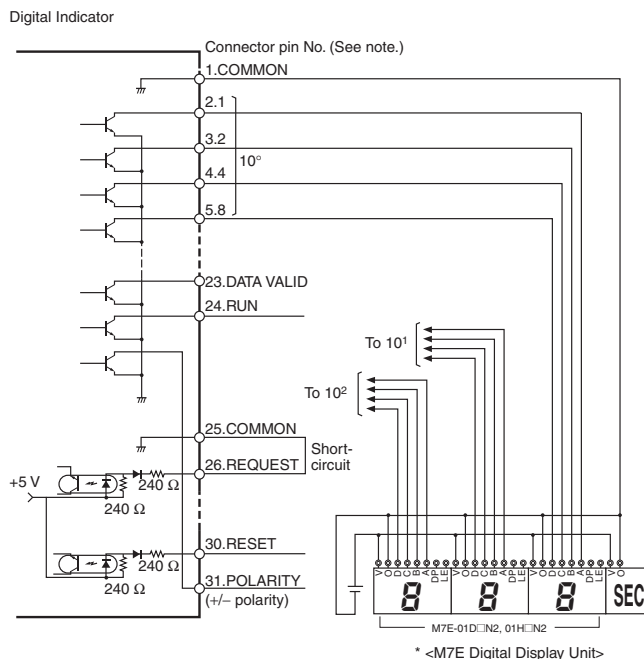 Digital Indicator
Connector pin No. (See note.)
1.COMMON
2.1
3.2
10°
4.4
5.8
23.DATA VALID
24.RUN
To 10¹
To 10²
25.COMMON
Short-
circuit
26.REQUEST
+5 V
240 Ω
240 Ω
30.RESET
240 Ω
240 Ω
31.POLARITY
(+/– polarity)
V O D C B A DP LE V O D C B A DP LE V O D C B A DP LE V O
8 8 8 SEC
M7E-01D□N2, 01H□N2
* <M7E Digital Display Unit>